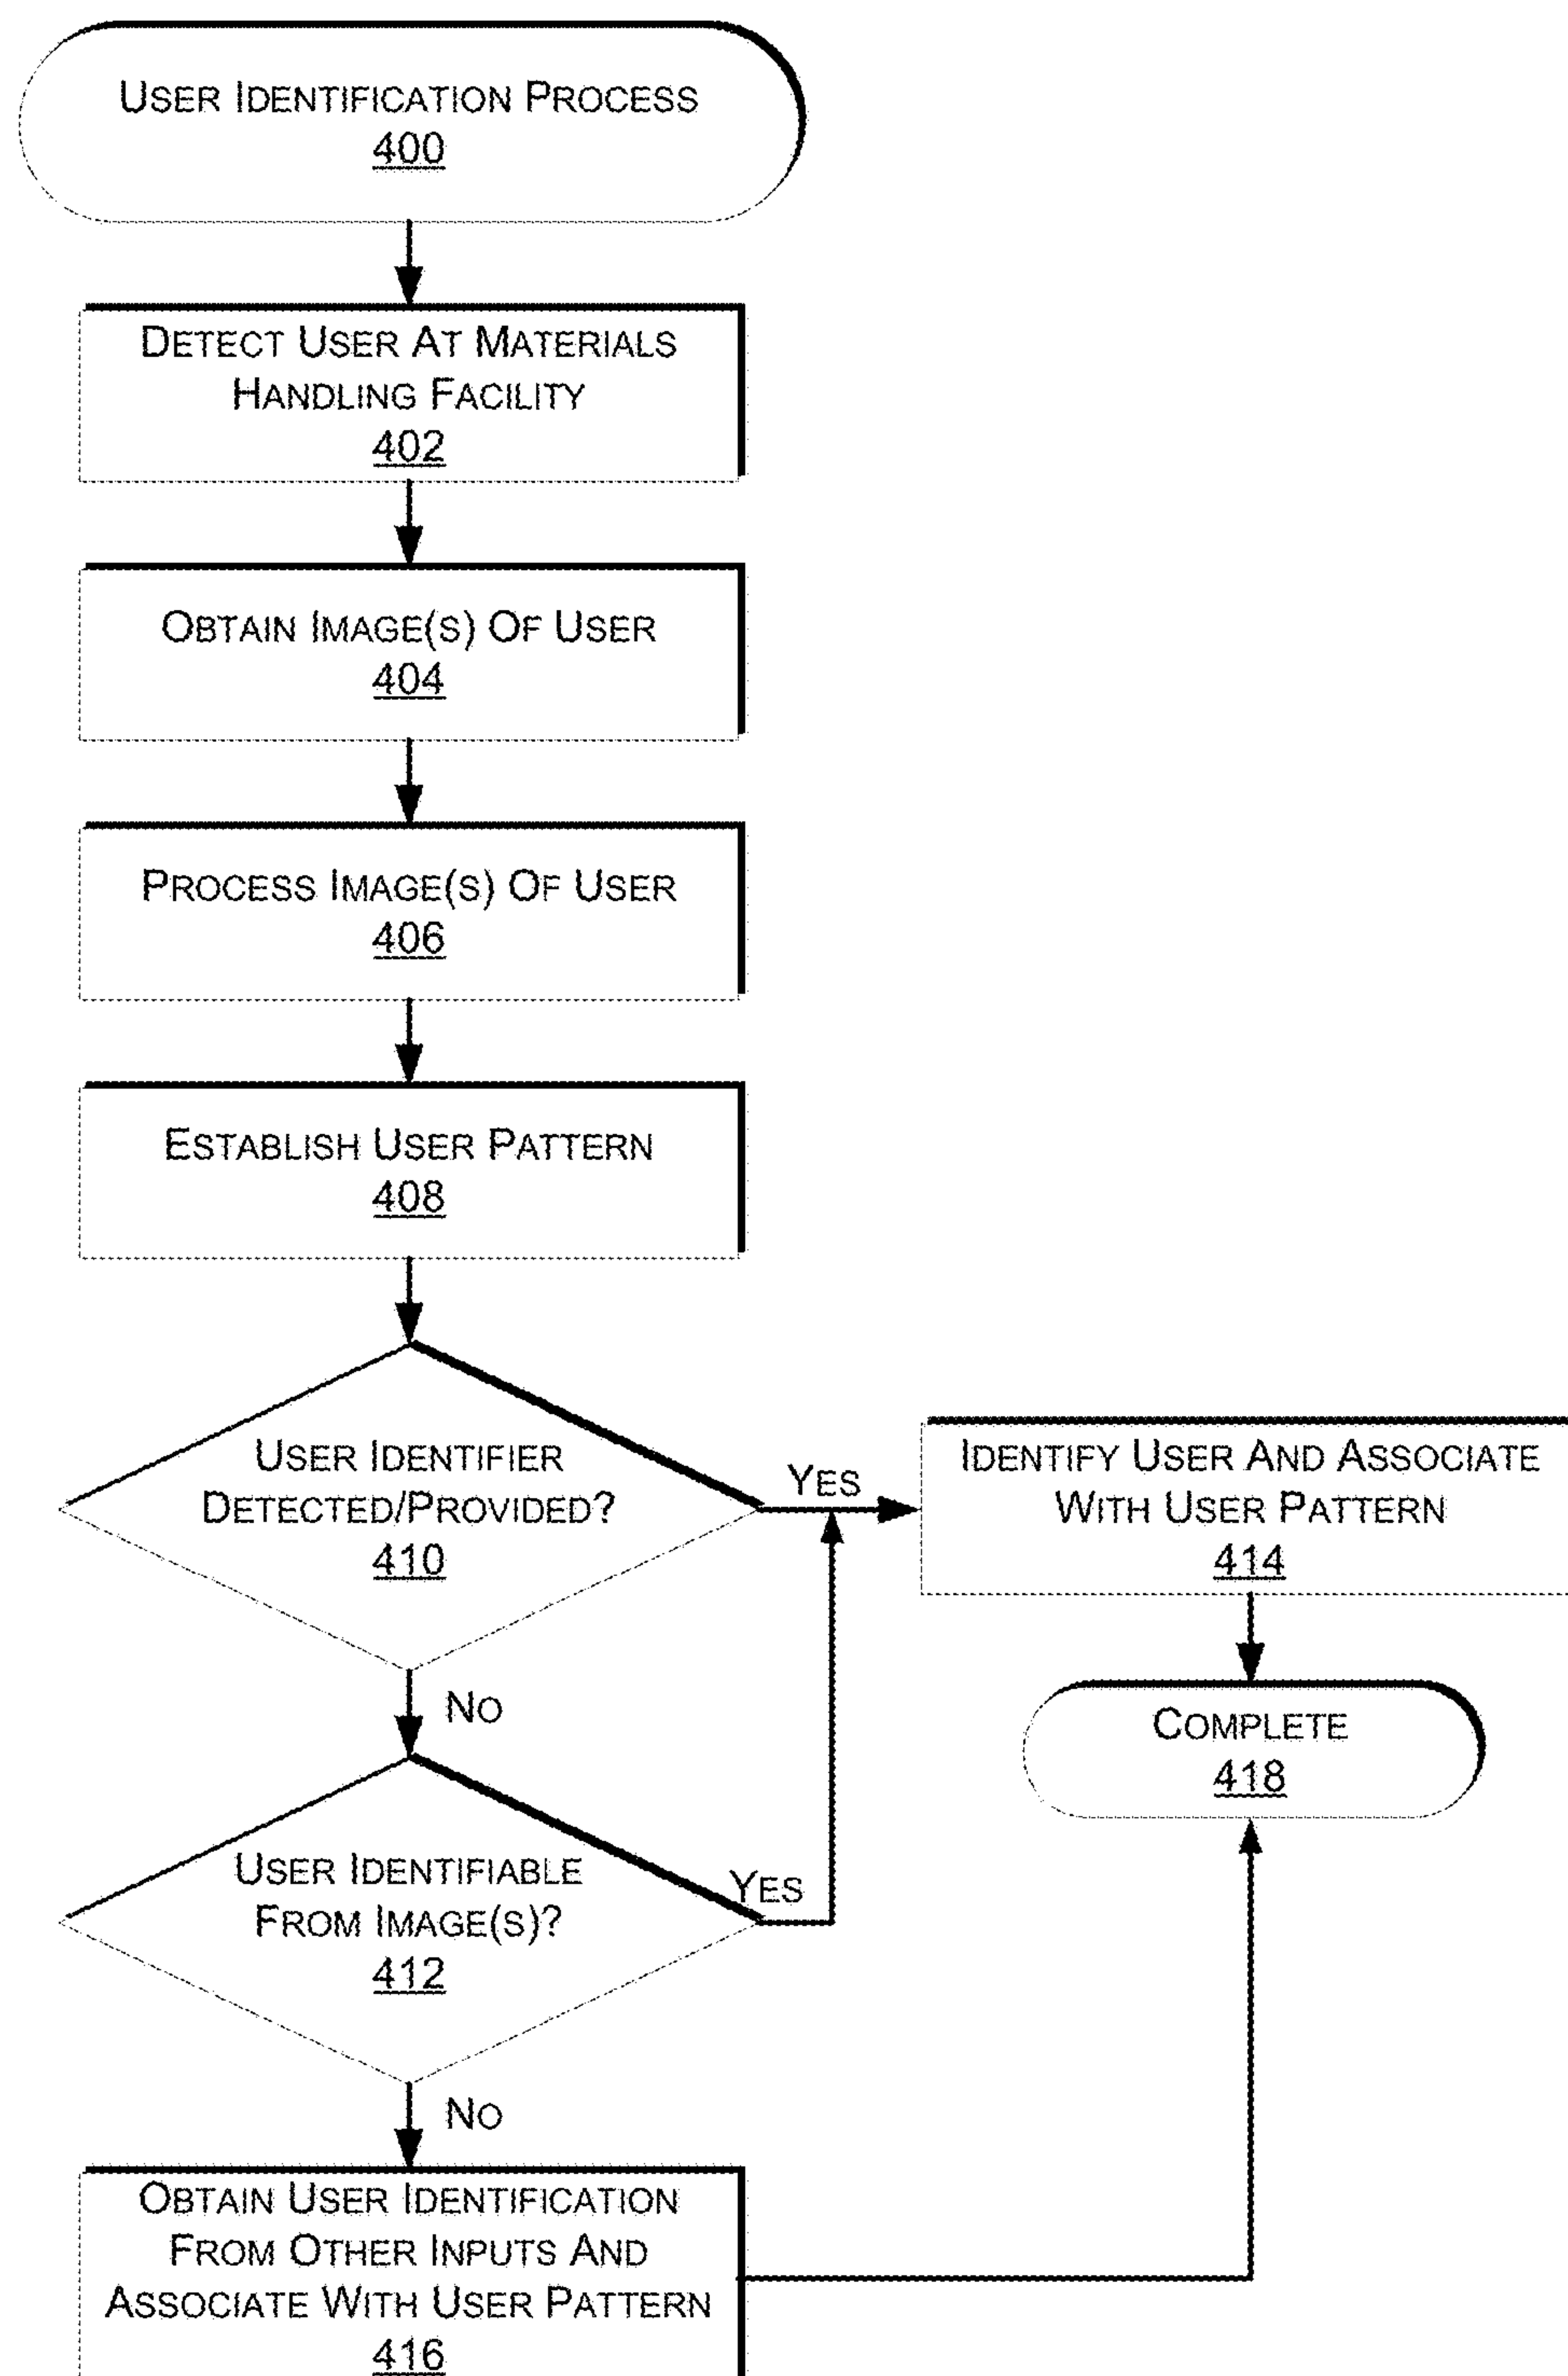 USER IDENTIFICATION PROCESS
400
DETECT USER AT MATERIALS
HANDLING FACILITY
402
OBTAIN IMAGE(S) OF USER
404
PROCESS IMAGE(S) OF USER
406
ESTABLISH USER PATTERN
408
USER IDENTIFIER
DETECTED/PROVIDED?
410
YES
IDENTIFY USER AND ASSOCIATE
WITH USER PATTERN
414
NO
COMPLETE
418
USER IDENTIFIABLE
FROM IMAGE(S)?
412
YES
NO
OBTAIN USER IDENTIFICATION
FROM OTHER INPUTS AND
ASSOCIATE WITH USER PATTERN
416